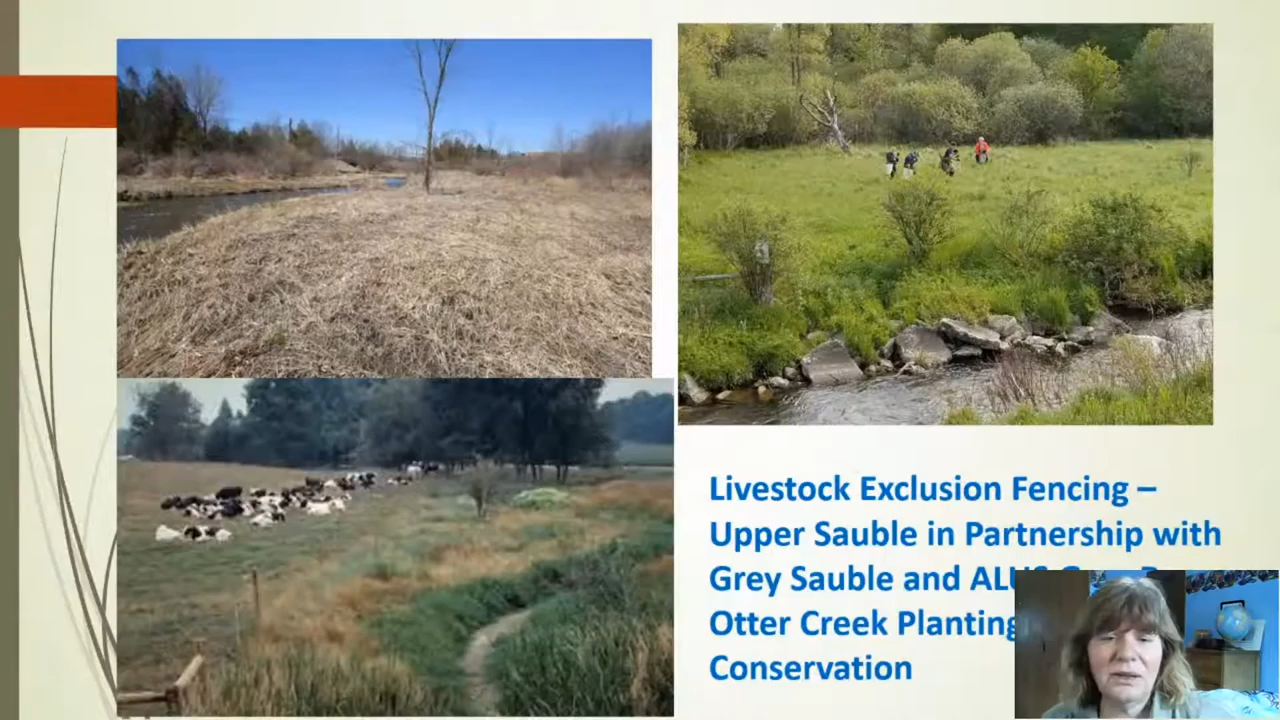 Livestock Exclusion Fencing –
Upper Sauble in Partnership with
Grey Sauble and
Otter Creek Planting
Conservation